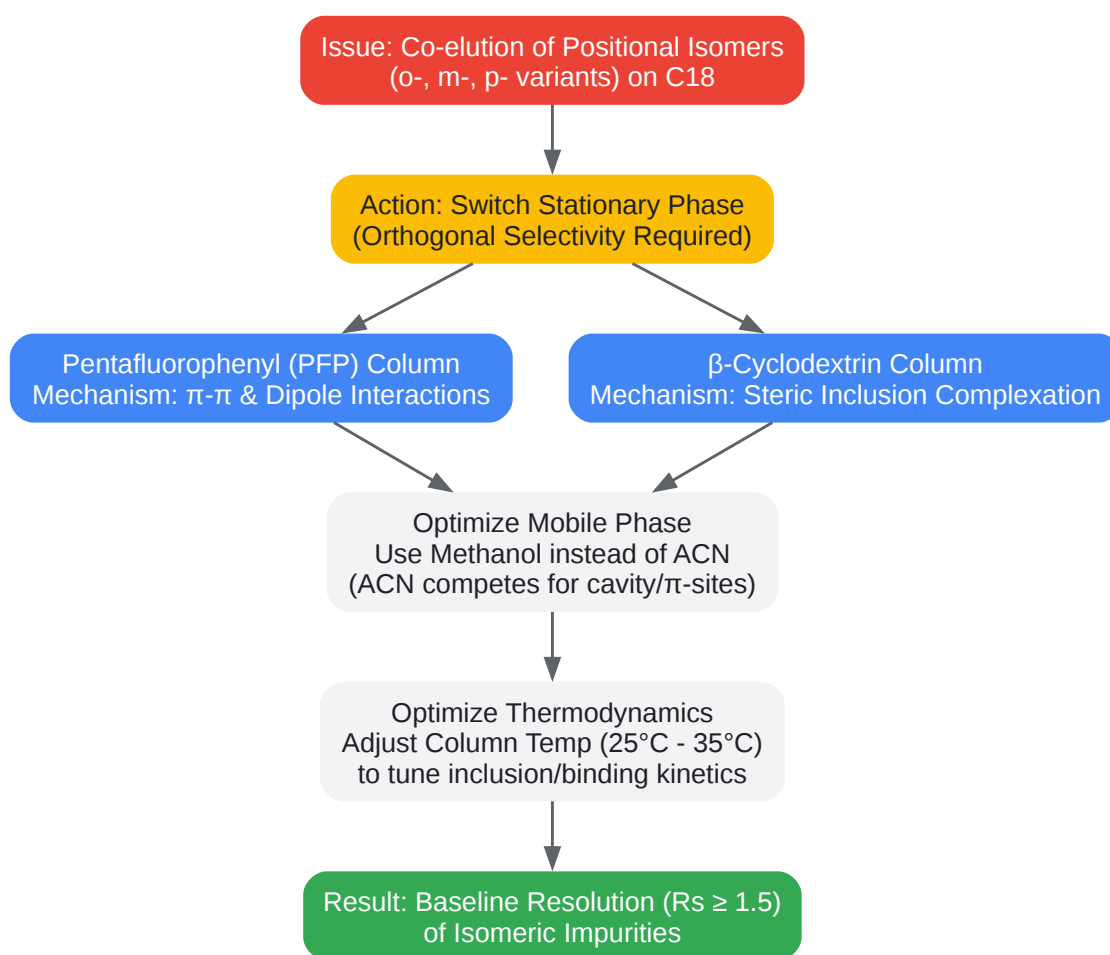 Issue: Co-elution of Positional Isomers
(o-, m-, p- variants) on C18
Action: Switch Stationary Phase
(Orthogonal Selectivity Required)
Pentafluorophenyl (PFP) Column
Mechanism: π-π & Dipole Interactions
β-Cyclodextrin Column
Mechanism: Steric Inclusion Complexation
Optimize Mobile Phase
Use Methanol instead of ACN
(ACN competes for cavity/π-sites)
Optimize Thermodynamics
Adjust Column Temp (25°C - 35°C)
to tune inclusion/binding kinetics
Result: Baseline Resolution (Rs ≥ 1.5)
of Isomeric Impurities